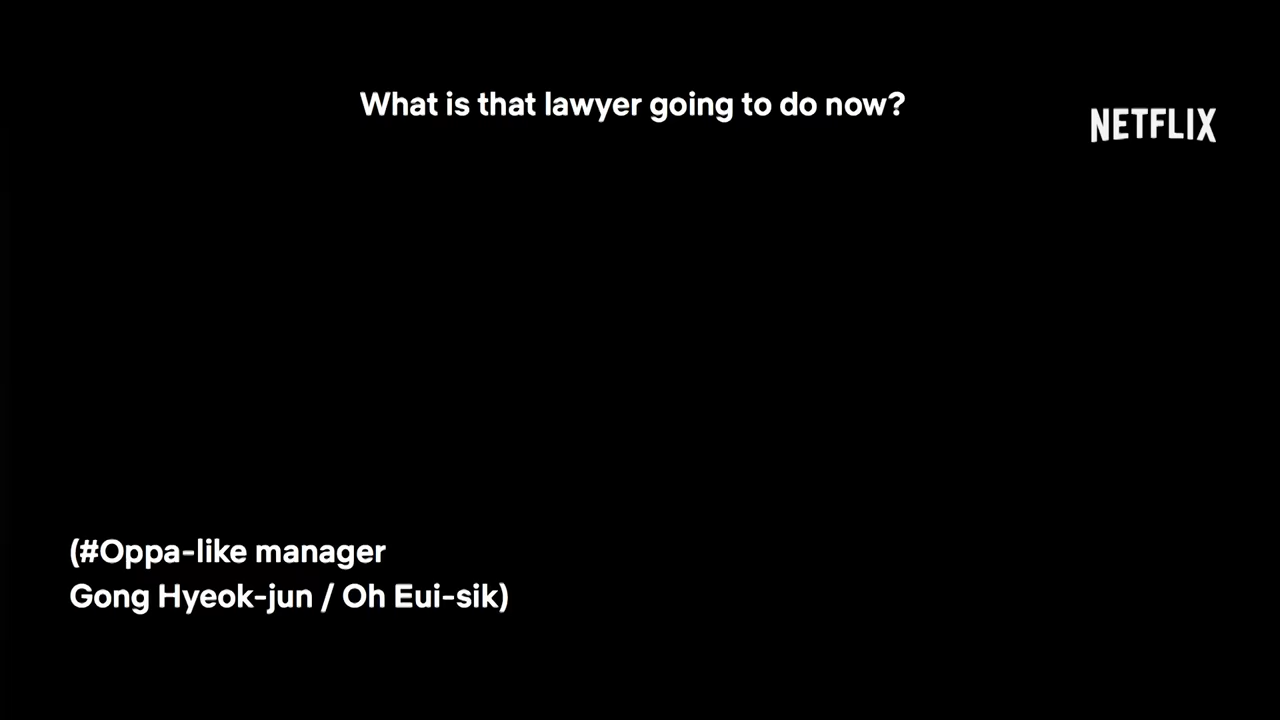 What is that lawyer going to do now?
NETFLIX
(#Oppa-like manager
Gong Hyeok-jun / Oh Eui-sik)